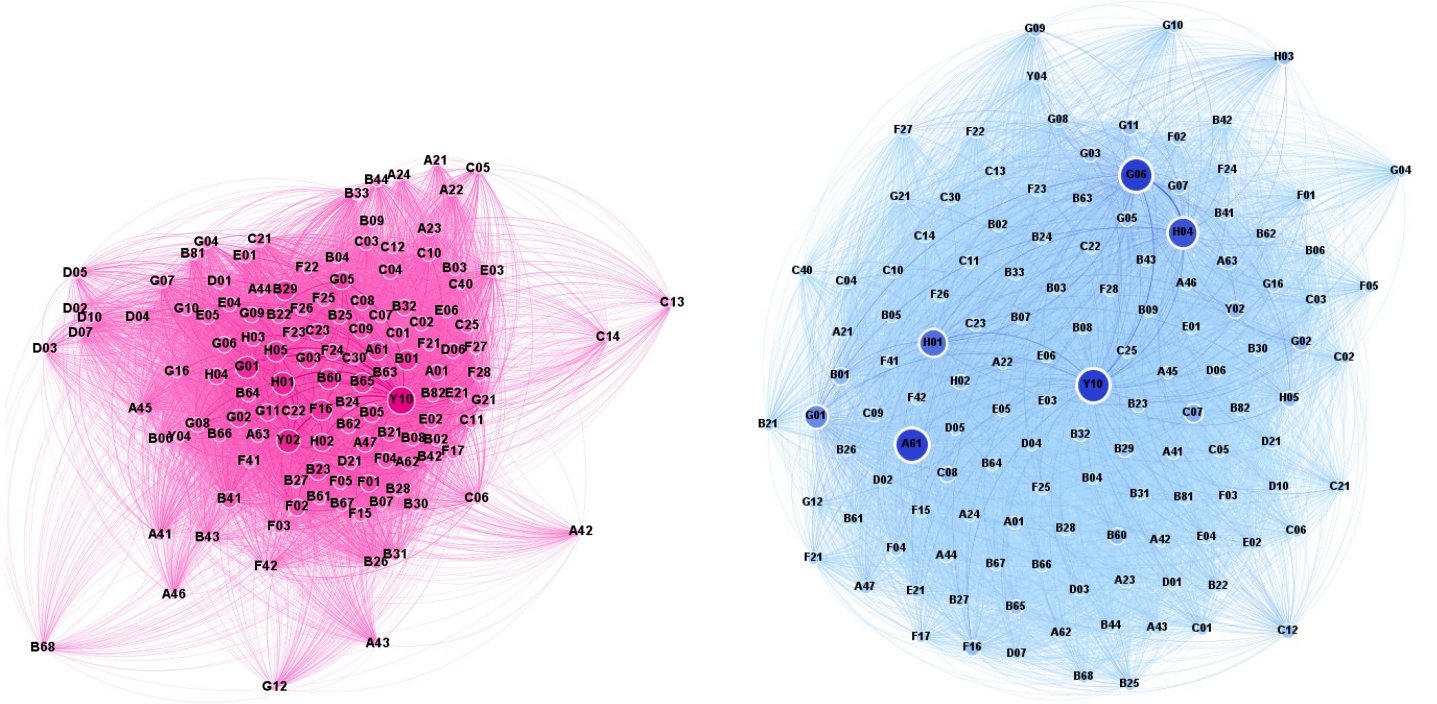 A21
C05
B44
A24
B33
A22
B09
A23
G04
C21
C03
C12
B81
E01
B04
C10
D05
F22
C04
B03
E03
G07
D01
G05
C40
A44
B29
D02
G10
E04
F25
C08
B32
E06
C13
D10
D04
E05
G09
B22
F26
B25
C07
C02
C25
D07
F23
C23
C09
C01
C14
D03
G06
H03
H05
F24
A61
F21
D06
F27
G16
H04
G01
G03
C30
B63
B01
A01
F28
H01
B60
B65
B64
Y10
B82
E21
G21
A45
G11
C22
F16
B24
B05
G08
G02
B62
E02
C11
B06
Y04
B66
A63
Y02
H02
A47
B21
B08
B02
F41
D21
F04
A62
B42
F17
B23
B27
F05
F01
B28
B41
B61
B67
B07
B30
C06
F02
F15
A41
B43
F03
A42
F42
B26
B31
A46
B68
A43
G12
G09
G10
H03
Y04
G08
G11
B42
F27
F22
F02
G03
C13
G06
F24
G04
G21
C30
F23
B63
G07
F01
B02
G05
B41
C14
B24
C22
H04
B62
B06
C40
C04
C10
C11
B33
B43
A63
A46
G16
F05
F26
B03
F28
C03
B05
C23
B07
B09
Y02
A21
B08
E01
H01
F41
A22
E06
C25
B30
G02
C02
B01
H02
A45
D06
F42
Y10
G01
C09
E05
E03
B23
C07
B82
H05
B21
D05
B32
B26
A61
D04
B29
A41
C05
D21
D02
C08
B64
B04
G12
F25
B31
B81
F03
D10
C21
B61
F15
A24
A01
B28
B60
A42
E04
E02
C06
F21
F04
A44
B67
B66
A47
E21
B27
D03
A23
D01
B22
B65
F17
A62
B44
A43
C01
C12
F16
D07
B68
B25